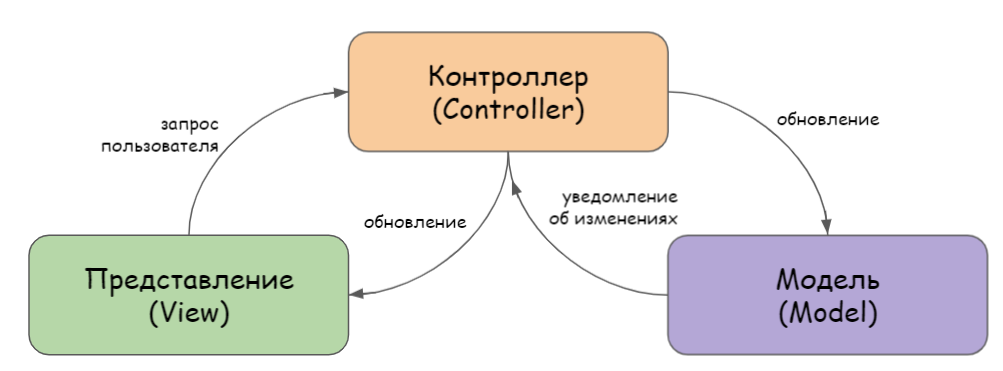 Контроллер
(Controller)
запрос
пользователя
обновление
обновление
уведомление
об изменениях
Представление
(View)
Модель
(Model)